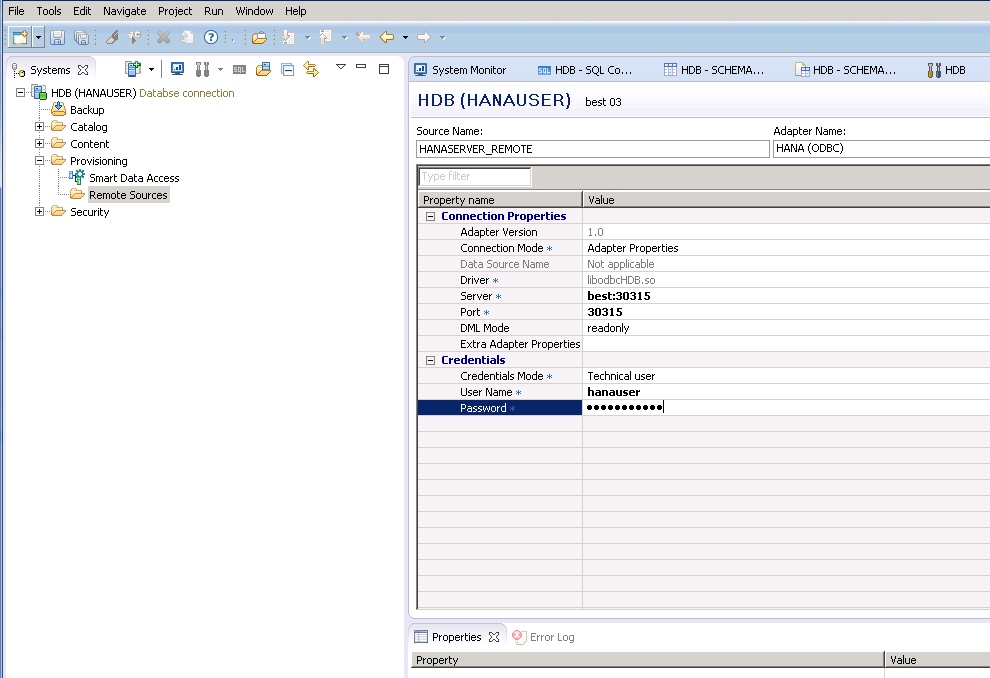 File Tools Edit Navigate Project Run Window Help
Systems
HDB (HANAUSER) Databse connection
Backup
Catalog
Content
Provisioning
Smart Data Access
Remote Sources
Security
System Monitor
SQL HDB - SQL Co...
HDB - SCHEMA...
HDB - SCHEMA...
HDB
SQL
HDB (HANAUSER) best 03
Source Name: Adapter Name:
HANASERVER_REMOTE HANA (ODBC)
Type filter
Property name Value
Connection Properties
Adapter Version 1.0
Connection Mode * Adapter Properties
Data Source Name Not applicable
Driver * libodbcHDB.so
Server * best:30315
Port * 30315
DML Mode readonly
Extra Adapter Properties
Credentials
Credentials Mode * Technical user
User Name * hanauser
Password * ●●●●●●●●●●●
Properties Error Log
Property Value